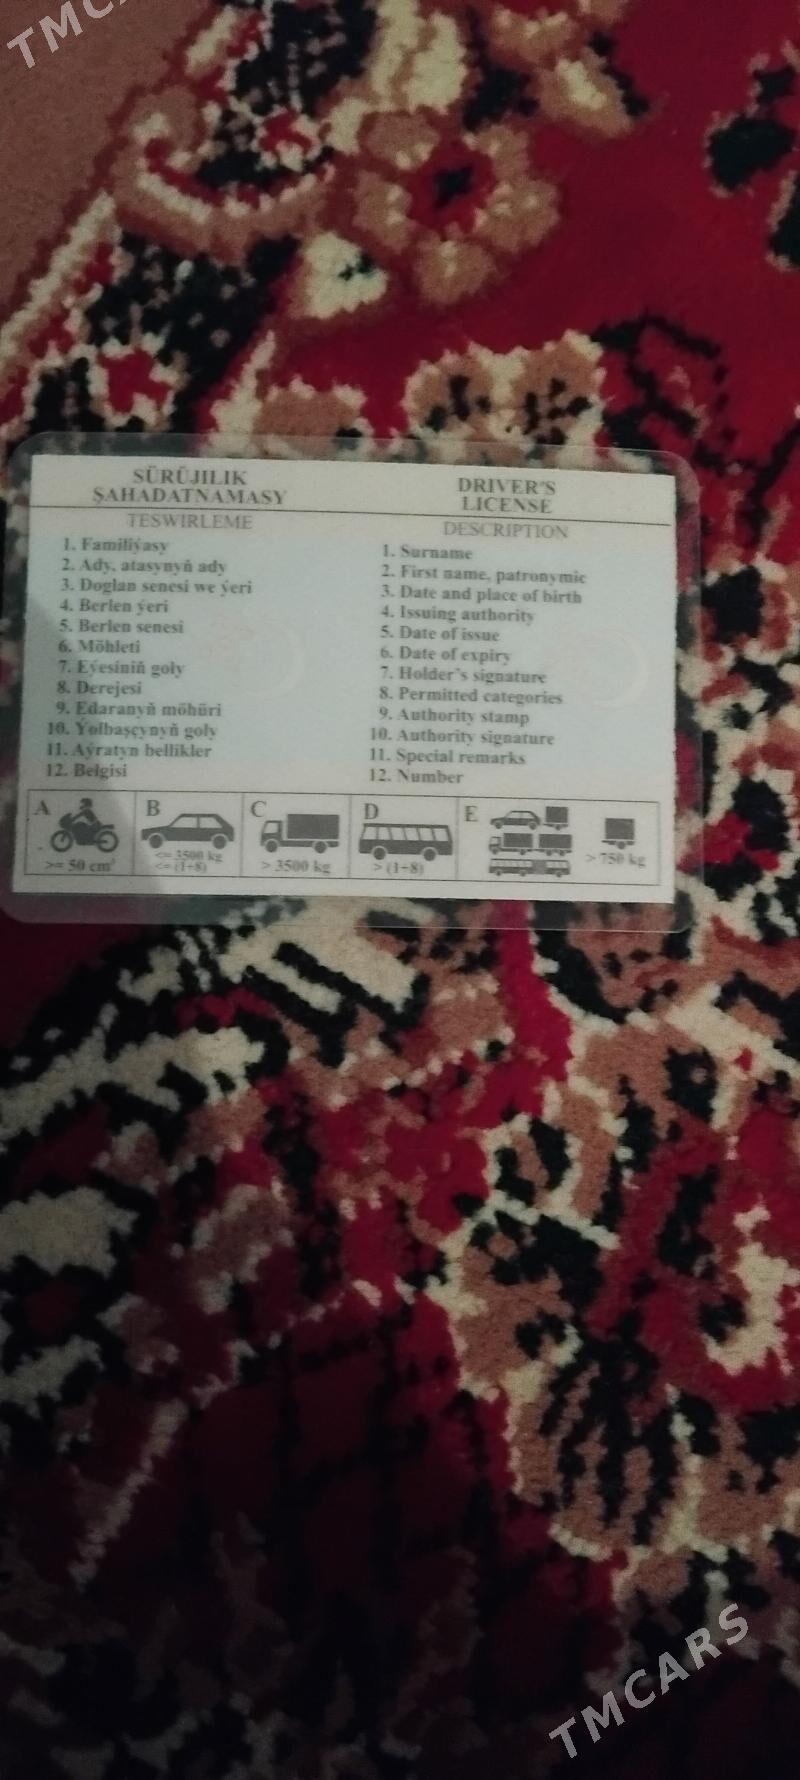 TMCA
SÜRÜJILIK
ŞAHADATNAMASY
TESWIRLEME
1. Familiýasy
2. Ady, atasynyň ady
3. Doglan senesi we ýeri
4. Berlen ýeri
5. Berlen senesi
6. Möhleti
7. Eýesiniň goly
8. Derejesi
9. Edaranyň möhüri
10. Ýolbaşçynyň goly
11. Aýratyn bellikler
12. Belgisi
DRIVER'S
LICENSE
DESCRIPTION
1. Surname
2. First name, patronymic
3. Date and place of birth
4. Issuing authority
5. Date of issue
6. Date of expiry
7. Holder's signature
8. Permitted categories
9. Authority stamp
10. Authority signature
11. Special remarks
12. Number
A
>= 50 cm³
B
<= 3500 kg
<= (1+8)
C
> 3500 kg
D
> (1+8)
E
> 750 kg
TMCARS